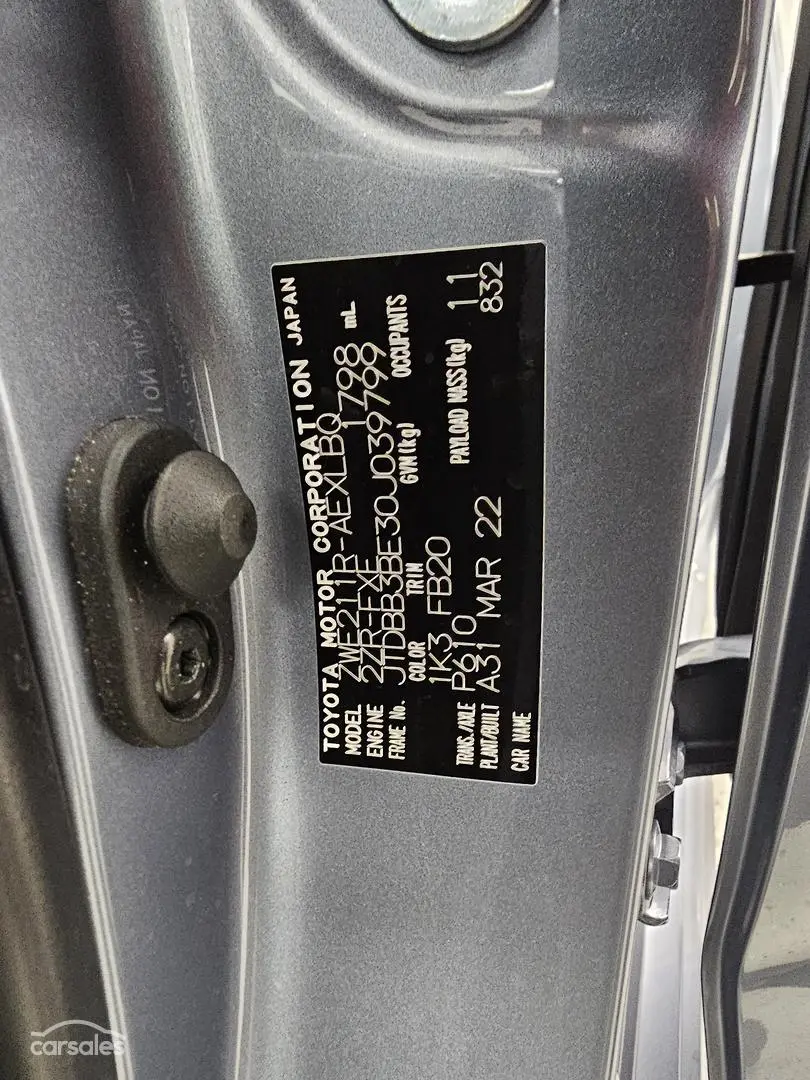 TOYOTA MOTOR CORPORATION JAPAN
MODEL ZWE211R-AEXLBQ
ENGINE 2ZR-FXE 1798 mL
FRAME No. JTDBB3BE30J039799
COLOR TRIM GVM(kg) OCCUPANTS
1K3 FB20
TRANS./AXLE P610 PAYLOAD MASS(kg) 11
PLANT/BUILT A31 MAR 22 832
CAR NAME
carsales